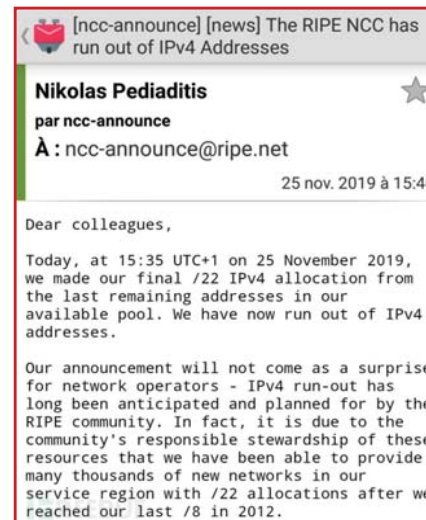 [ncc-announce] [news] The RIPE NCC has
run out of IPv4 Addresses
Nikolas Pediaditis
par ncc-announce
À : ncc-announce@ripe.net
25 nov. 2019 à 15:4
Dear colleagues,
Today, at 15:35 UTC+1 on 25 November 2019,
we made our final /22 IPv4 allocation from
the last remaining addresses in our
available pool. We have now run out of IPv4
addresses.
Our announcement will not come as a surprise
for network operators - IPv4 run-out has
long been anticipated and planned for by the
RIPE community. In fact, it is due to the
community's responsible stewardship of these
resources that we have been able to provide
many thousands of new networks in our
service region with /22 allocations after we
reached our last /8 in 2012.